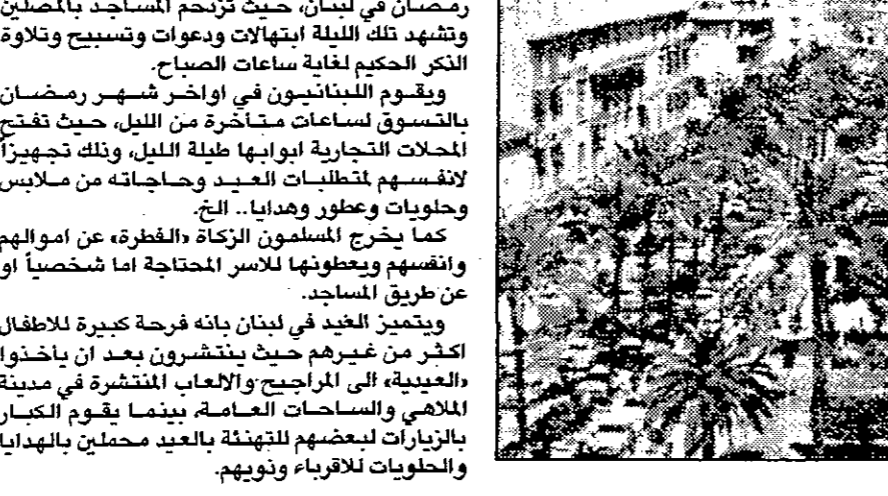 رمضان في لبنان، حيث تزدحم المساجد بالمصلين
وتشهد تلك الليلة ابتهالات ودعوات وتسبيح وتلاوة
الذكر الحكيم لغاية ساعات الصباح.
ويقوم اللبنانيون في اواخر شهر رمضان
بالتسوق لساعات متأخرة من الليل، حيث تفتح
المحلات التجارية ابوابها طيلة الليل، وذلك تجهيزاً
لانفسهم لمتطلبات العيد وحاجاته من ملابس
وحلويات وعطور وهدايا.. الخ.
كما يخرج المسلمون الزكاة «الفطرة» عن اموالهم
وانفسهم ويعطونها للاسر المحتاجة اما شخصياً او
عن طريق المساجد.
ويتميز العيد في لبنان بانه فرحة كبيرة للاطفال
اكثر من غيرهم حيث ينتشرون بعد ان يأخذوا
«العيدية» الى المراجيح والالعاب المنتشرة في مدينة
الملاهي والساحات العامة، بينما يقوم الكبار
بالزيارات لبعضهم للتهنئة بالعيد محملين بالهدايا
والحلويات للاقرباء وذويهم.